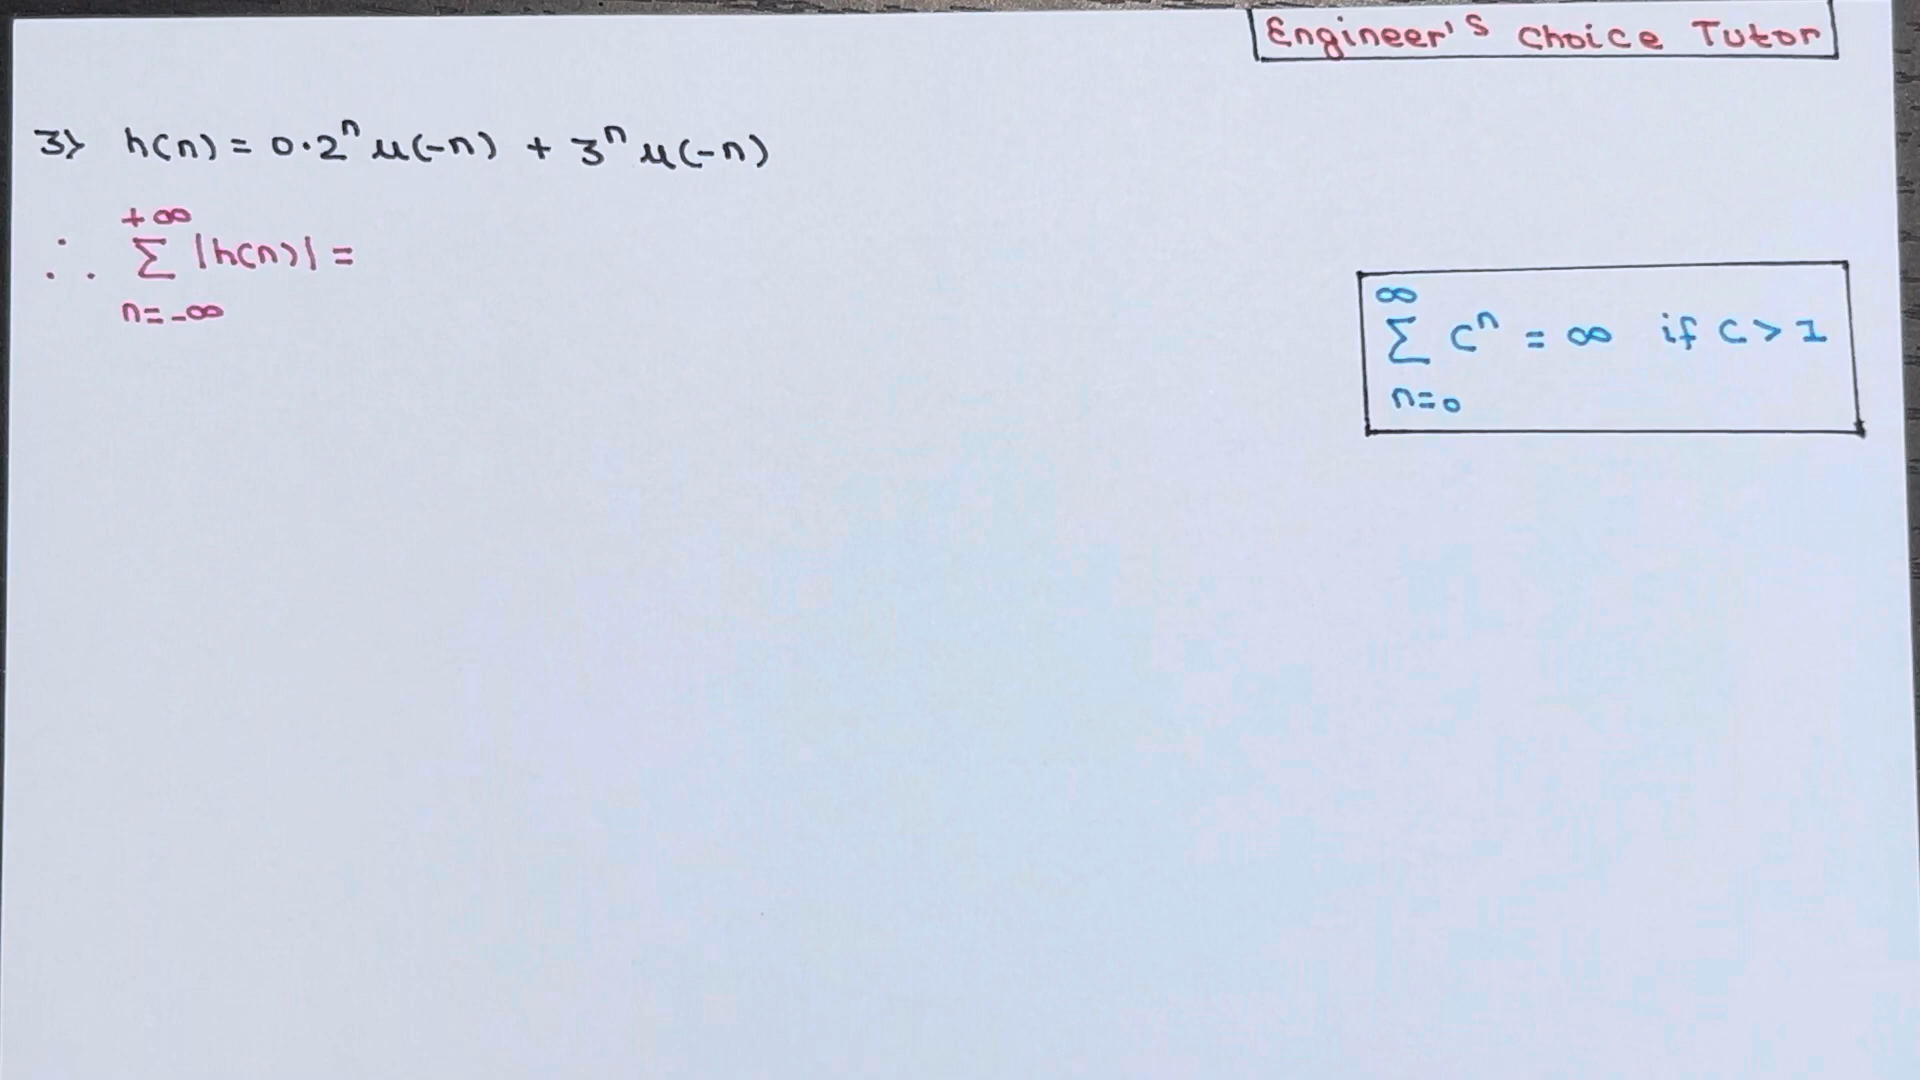 Engineer's Choice Tutor
3) h(n) = 0.2ⁿ u(-n) + 3ⁿ u(-n)
+∞
∴ Σ |h(n)| =
n=-∞
∞
Σ cⁿ = ∞ if c > 1
n=0